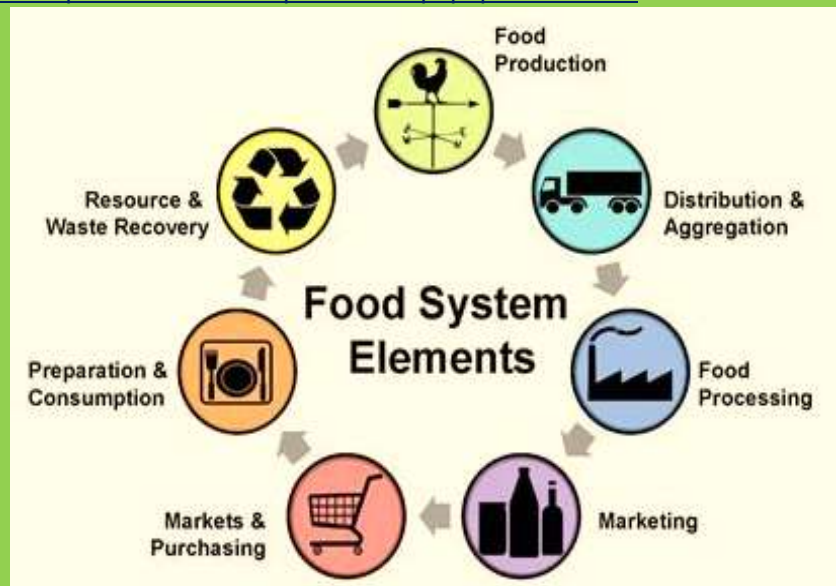 Food
Production
Distribution &
Aggregation
Food
Processing
Marketing
Markets &
Purchasing
Preparation &
Consumption
Resource &
Waste Recovery
Food System
Elements